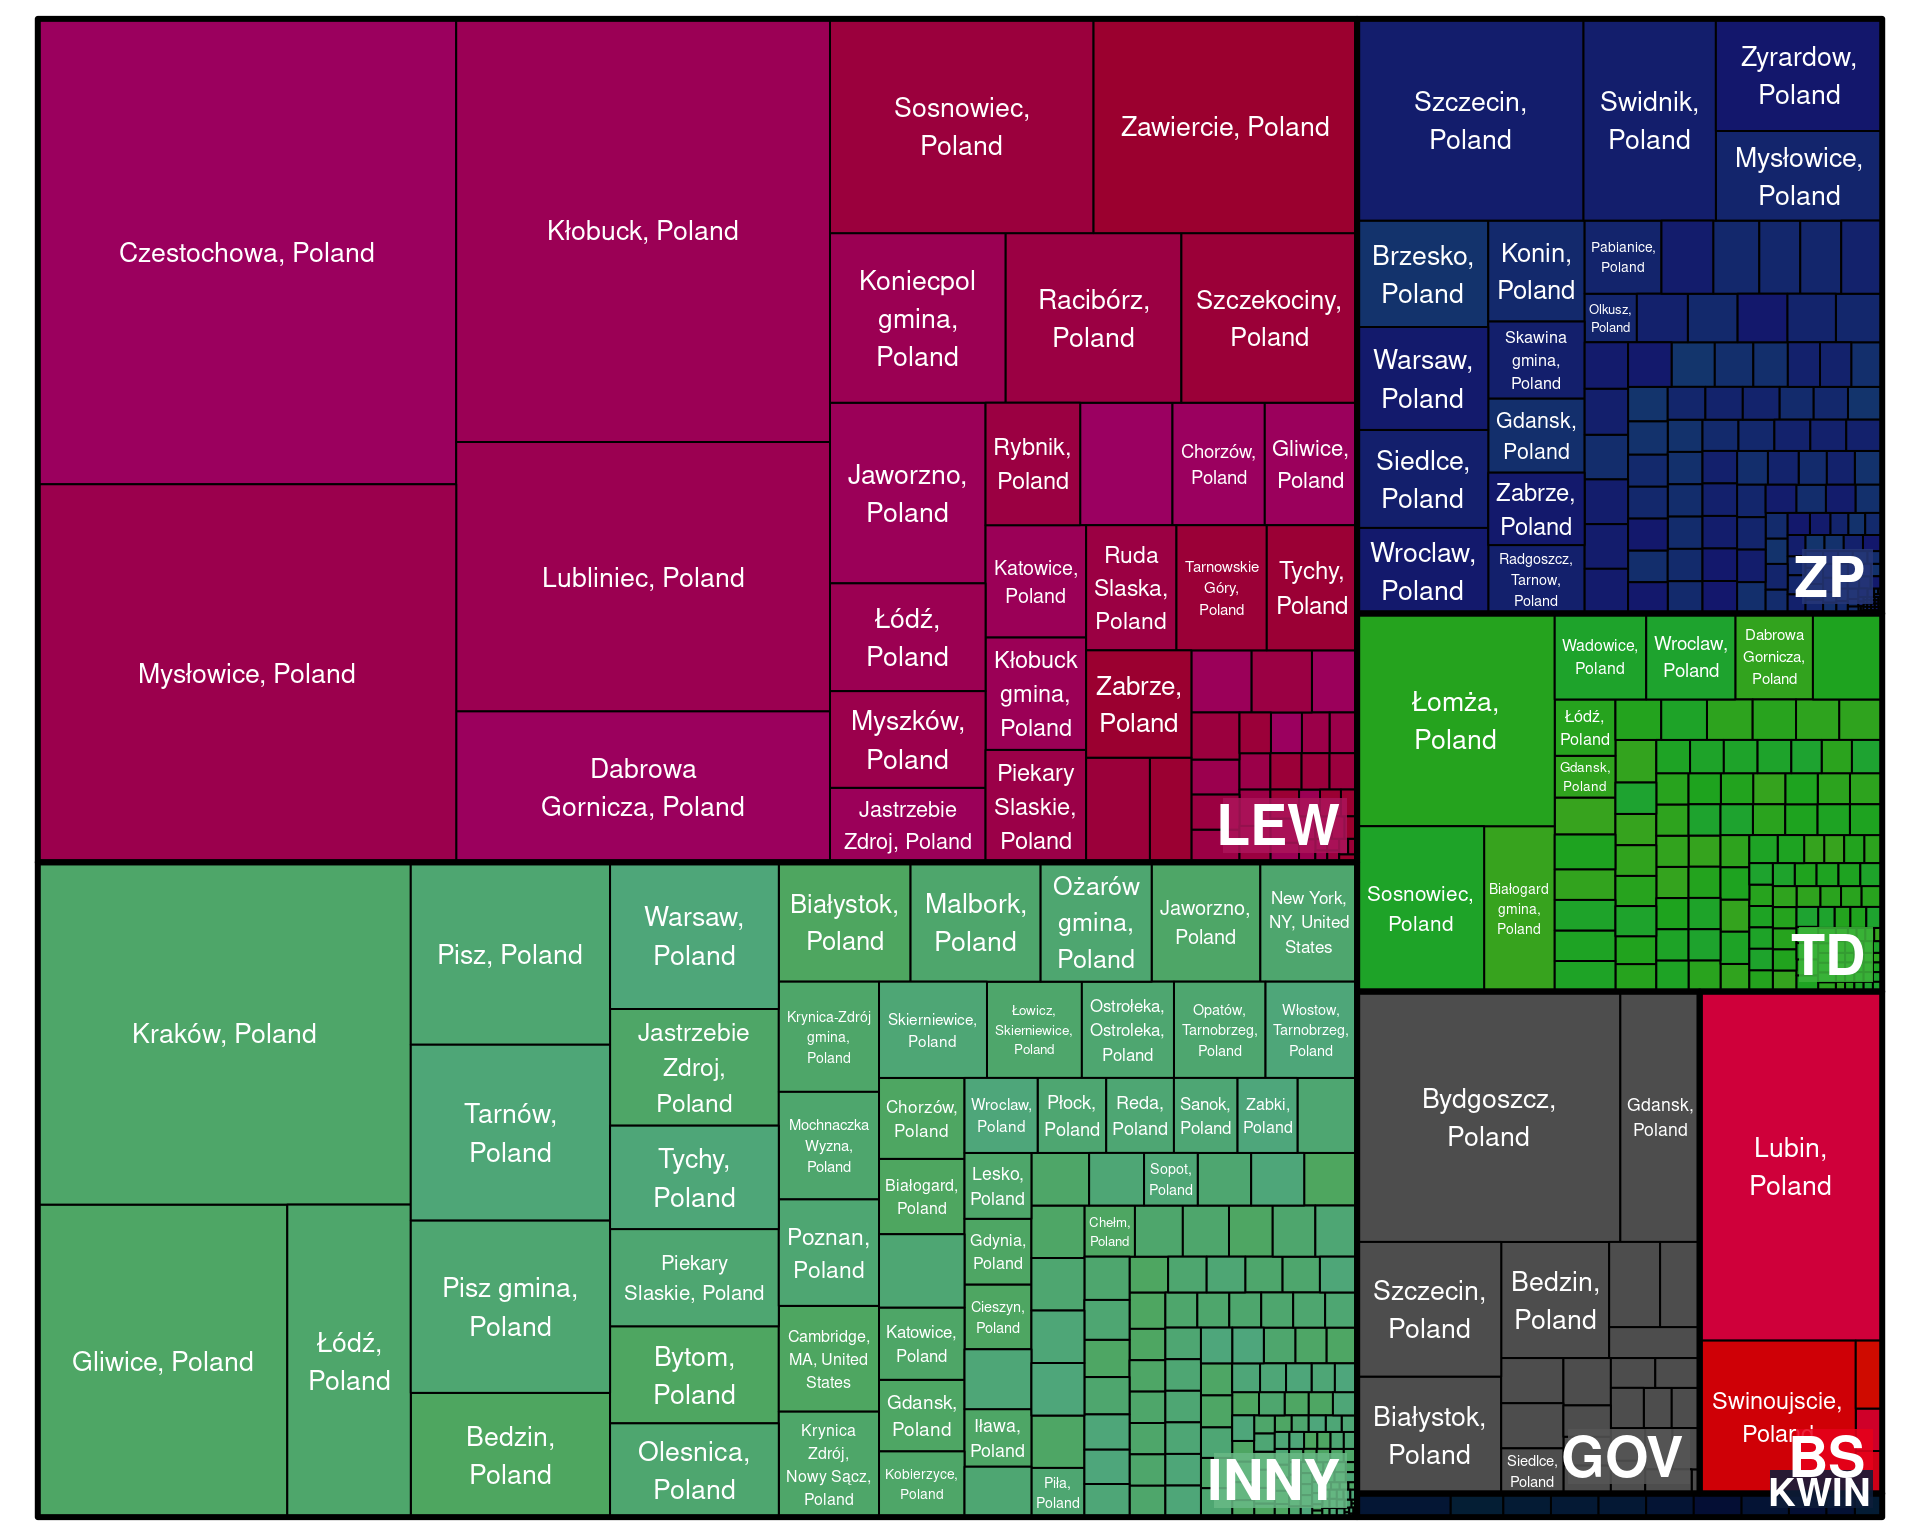 Czestochowa, Poland
Mysłowice, Poland
Kłobuck, Poland
Lubliniec, Poland
Dabrowa
Gornicza, Poland
Sosnowiec,
Poland
Zawiercie, Poland
Koniecpol
gmina,
Poland
Racibórz,
Poland
Szczekociny,
Poland
Jaworzno,
Poland
Łódź,
Poland
Myszków,
Poland
Jastrzebie
Zdroj, Poland
Rybnik,
Poland
Chorzów,
Poland
Gliwice,
Poland
Katowice,
Poland
Kłobuck
gmina,
Poland
Piekary
Slaskie,
Poland
Ruda
Slaska,
Poland
Tarnowskie
Góry,
Poland
Tychy,
Poland
Zabrze,
Poland
LEW
Szczecin,
Poland
Swidnik,
Poland
Zyrardow,
Poland
Mysłowice,
Poland
Brzesko,
Poland
Warsaw,
Poland
Siedlce,
Poland
Wroclaw,
Poland
Konin,
Poland
Skawina
gmina,
Poland
Gdansk,
Poland
Zabrze,
Poland
Radgoszcz,
Tarnow,
Poland
Pabianice,
Poland
Olkusz,
Poland
ZP
Łomża,
Poland
Sosnowiec,
Poland
Białogard
gmina,
Poland
Wadowice,
Poland
Wroclaw,
Poland
Dabrowa
Gornicza,
Poland
Łódź,
Poland
Gdansk,
Poland
TD
Kraków, Poland
Gliwice, Poland
Łódź,
Poland
Pisz, Poland
Tarnów,
Poland
Pisz gmina,
Poland
Bedzin,
Poland
Warsaw,
Poland
Jastrzebie
Zdroj,
Poland
Tychy,
Poland
Piekary
Slaskie, Poland
Bytom,
Poland
Olesnica,
Poland
Białystok,
Poland
Malbork,
Poland
Ożarów
gmina,
Poland
Jaworzno,
Poland
New York,
NY, United
States
Krynica-Zdrój
gmina,
Poland
Mochnaczka
Wyzna,
Poland
Poznan,
Poland
Cambridge,
MA, United
States
Krynica
Zdrój,
Nowy Sącz,
Poland
Skierniewice,
Poland
Łowicz,
Skierniewice,
Poland
Ostrołeka,
Ostroleka,
Poland
Opatów,
Tarnobrzeg,
Poland
Włostow,
Tarnobrzeg,
Poland
Chorzów,
Poland
Białogard,
Poland
Katowice,
Poland
Gdansk,
Poland
Kobierzyce,
Poland
Wroclaw,
Poland
Płock,
Poland
Reda,
Poland
Sanok,
Poland
Zabki,
Poland
Lesko,
Poland
Gdynia,
Poland
Cieszyn,
Poland
Iława,
Poland
Sopot,
Poland
Chełm,
Poland
Piła,
Poland
INNY
Bydgoszcz,
Poland
Gdansk,
Poland
Szczecin,
Poland
Białystok,
Poland
Bedzin,
Poland
Siedlce,
Poland
GOV
Lubin,
Poland
Swinoujscie,
Poland
BS
KWIN